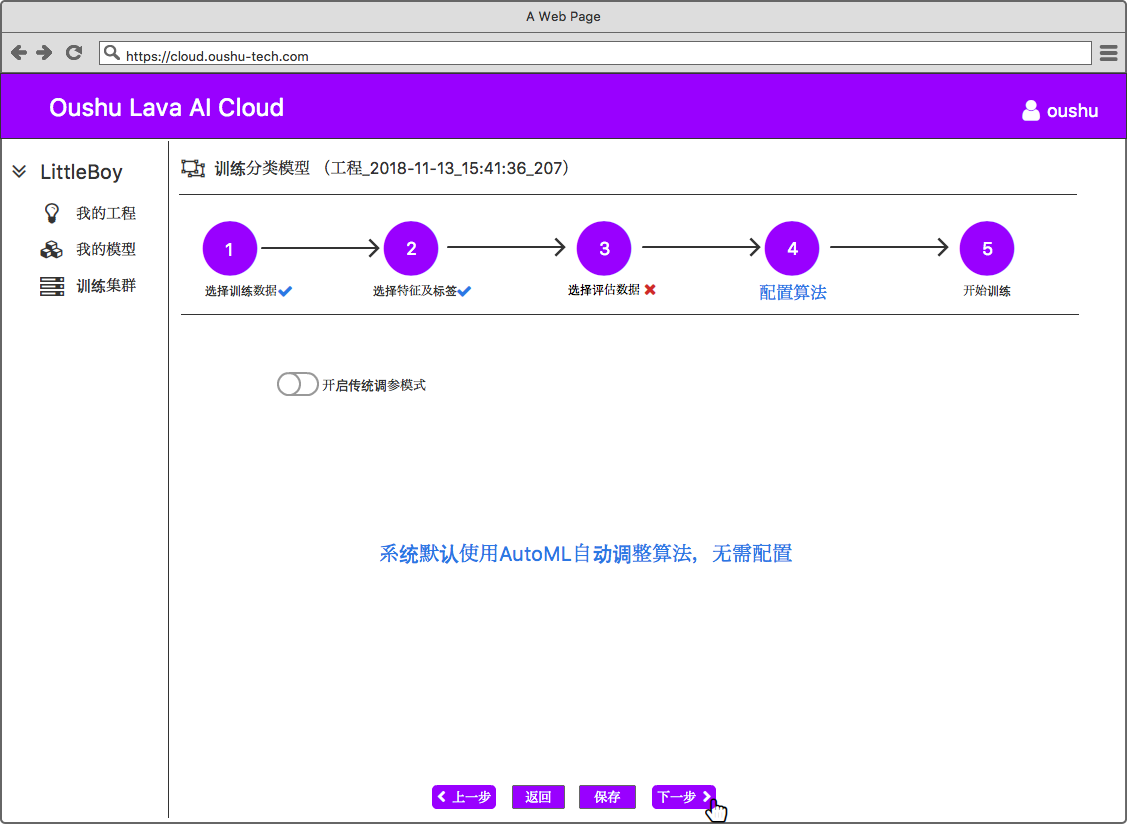 A Web Page
https://cloud.oushu-tech.com
Oushu Lava AI Cloud
oushu
LittleBoy
我的工程
我的模型
训练集群
训练分类模型 （工程_2018-11-13_15:41:36_207）
1
2
3
4
5
选择训练数据
选择特征及标签
选择评估数据
配置算法
开始训练
开启传统调参模式
系统默认使用AutoML自动调整算法，无需配置
上一步
返回
保存
下一步